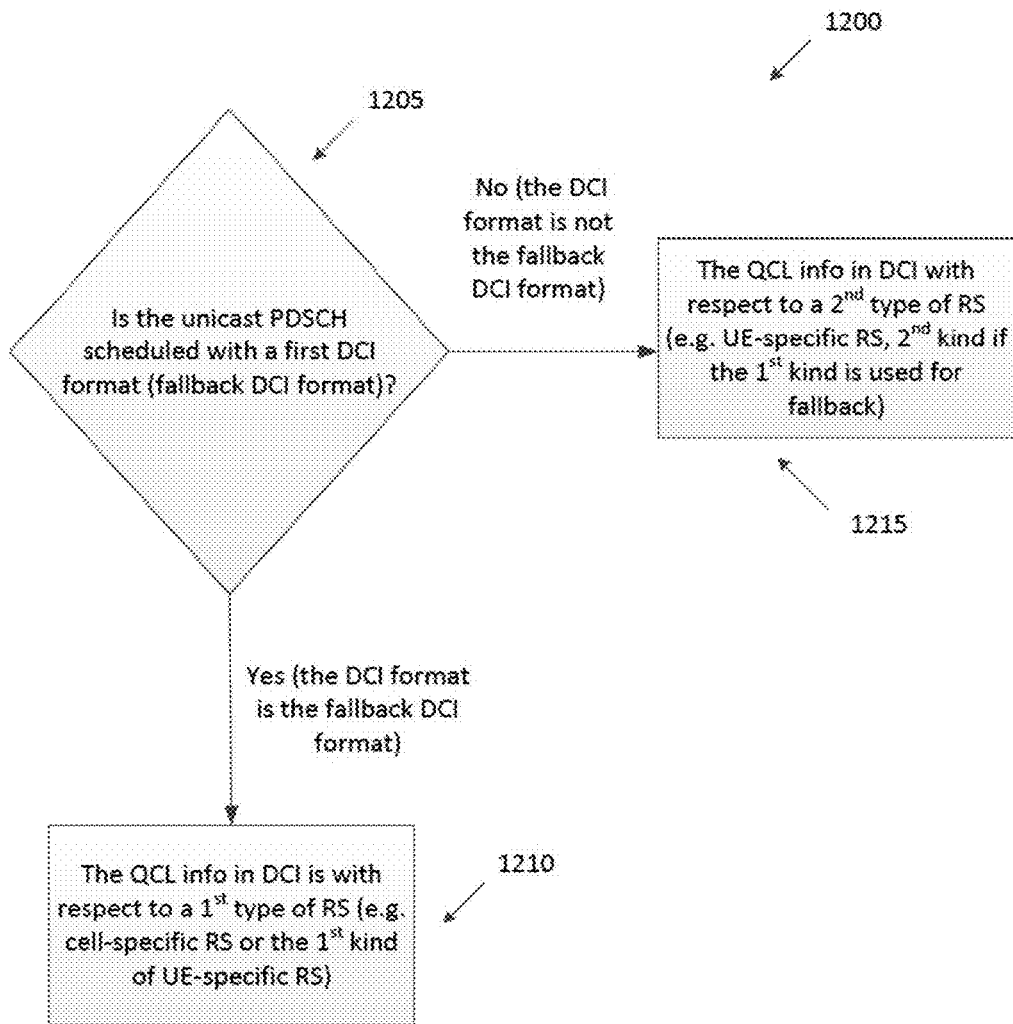 1200
1205
No (the DCI
format is not
the fallback
DCI format)
Is the unicast PDSCH
scheduled with a first DCI
format (fallback DCI format)?
The QCL info in DCI with
respect to a 2nd type of RS
(e.g. UE-specific RS, 2nd kind if
the 1st kind is used for
fallback)
1215
Yes (the DCI format
is the fallback DCI
format)
The QCL info in DCI is with
respect to a 1st type of RS (e.g.
cell-specific RS or the 1st kind
of UE-specific RS)
1210